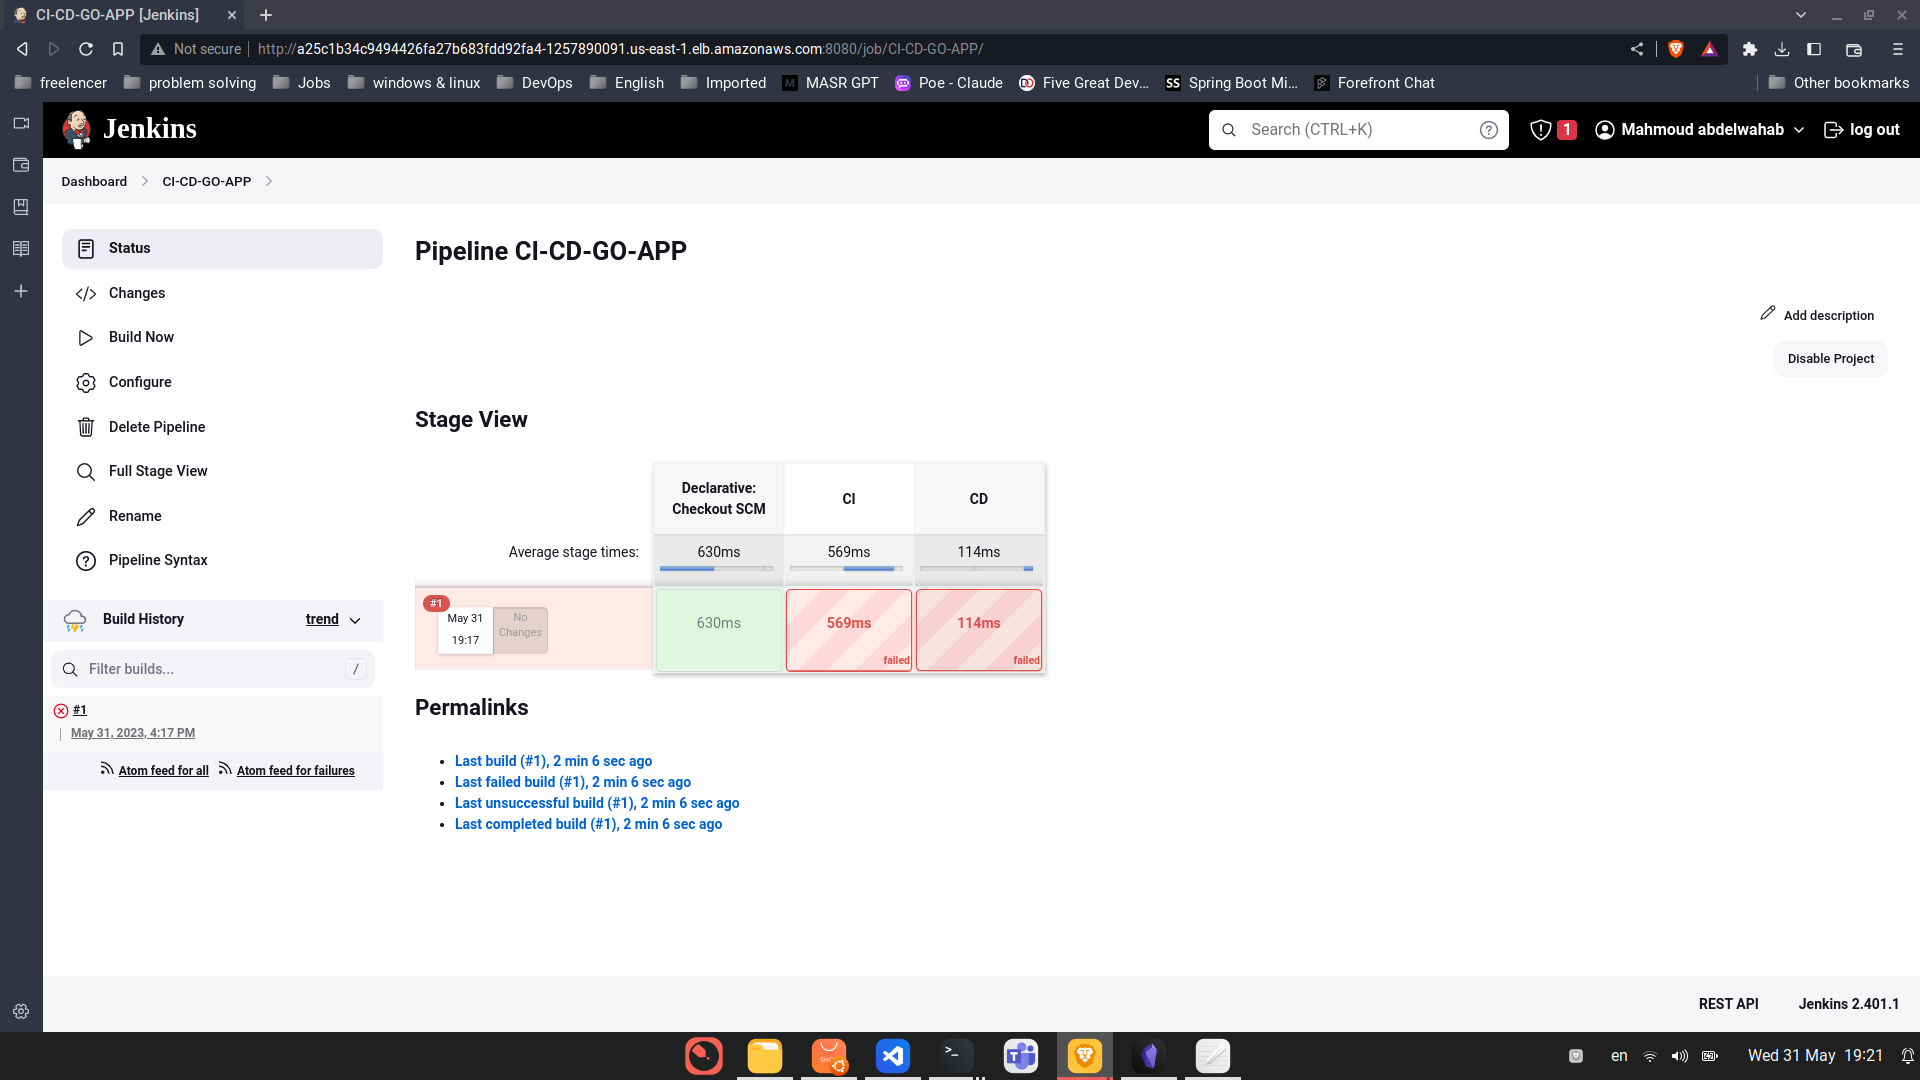 CI-CD-GO-APP [Jenkins]
Not secure
http://a25c1b34c9494426fa27b683fdd92fa4-1257890091.us-east-1.elb.amazonaws.com:8080/job/CI-CD-GO-APP/
freelencer
problem solving
Jobs
windows & linux
DevOps
English
Imported
MASR GPT
Poe - Claude
Five Great Dev...
Spring Boot Mi...
Forefront Chat
Other bookmarks
Jenkins
Search (CTRL+K)
1
Mahmoud abdelwahab
log out
Dashboard
CI-CD-GO-APP
Status
Changes
Build Now
Configure
Delete Pipeline
Full Stage View
Rename
Pipeline Syntax
Build History
trend
Filter builds...
/
#1
May 31, 2023, 4:17 PM
Atom feed for all
Atom feed for failures
Pipeline CI-CD-GO-APP
Add description
Disable Project
Stage View
Declarative:
Checkout SCM
CI
CD
Average stage times:
630ms
569ms
114ms
#1
May 31
19:17
No
Changes
630ms
569ms
failed
114ms
failed
Permalinks
Last build (#1), 2 min 6 sec ago
Last failed build (#1), 2 min 6 sec ago
Last unsuccessful build (#1), 2 min 6 sec ago
Last completed build (#1), 2 min 6 sec ago
REST API
Jenkins 2.401.1
en
Wed 31 May 19:21